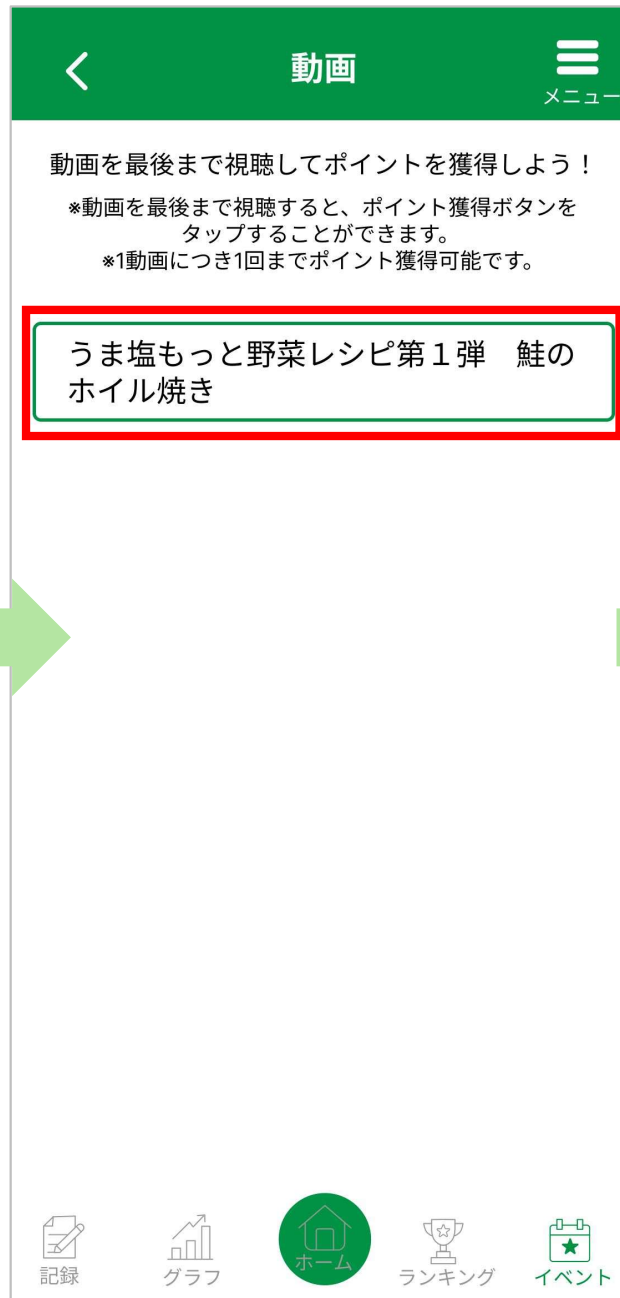 動画
メニュー
動画を最後まで視聴してポイントを獲得しよう！
※動画を最後まで視聴すると、ポイント獲得ボタンを
タップすることができます。
※1動画につき1回までポイント獲得可能です。
うま塩もっと野菜レシピ第１弾　鮭の
ホイル焼き
記録
グラフ
ホーム
ランキング
イベント